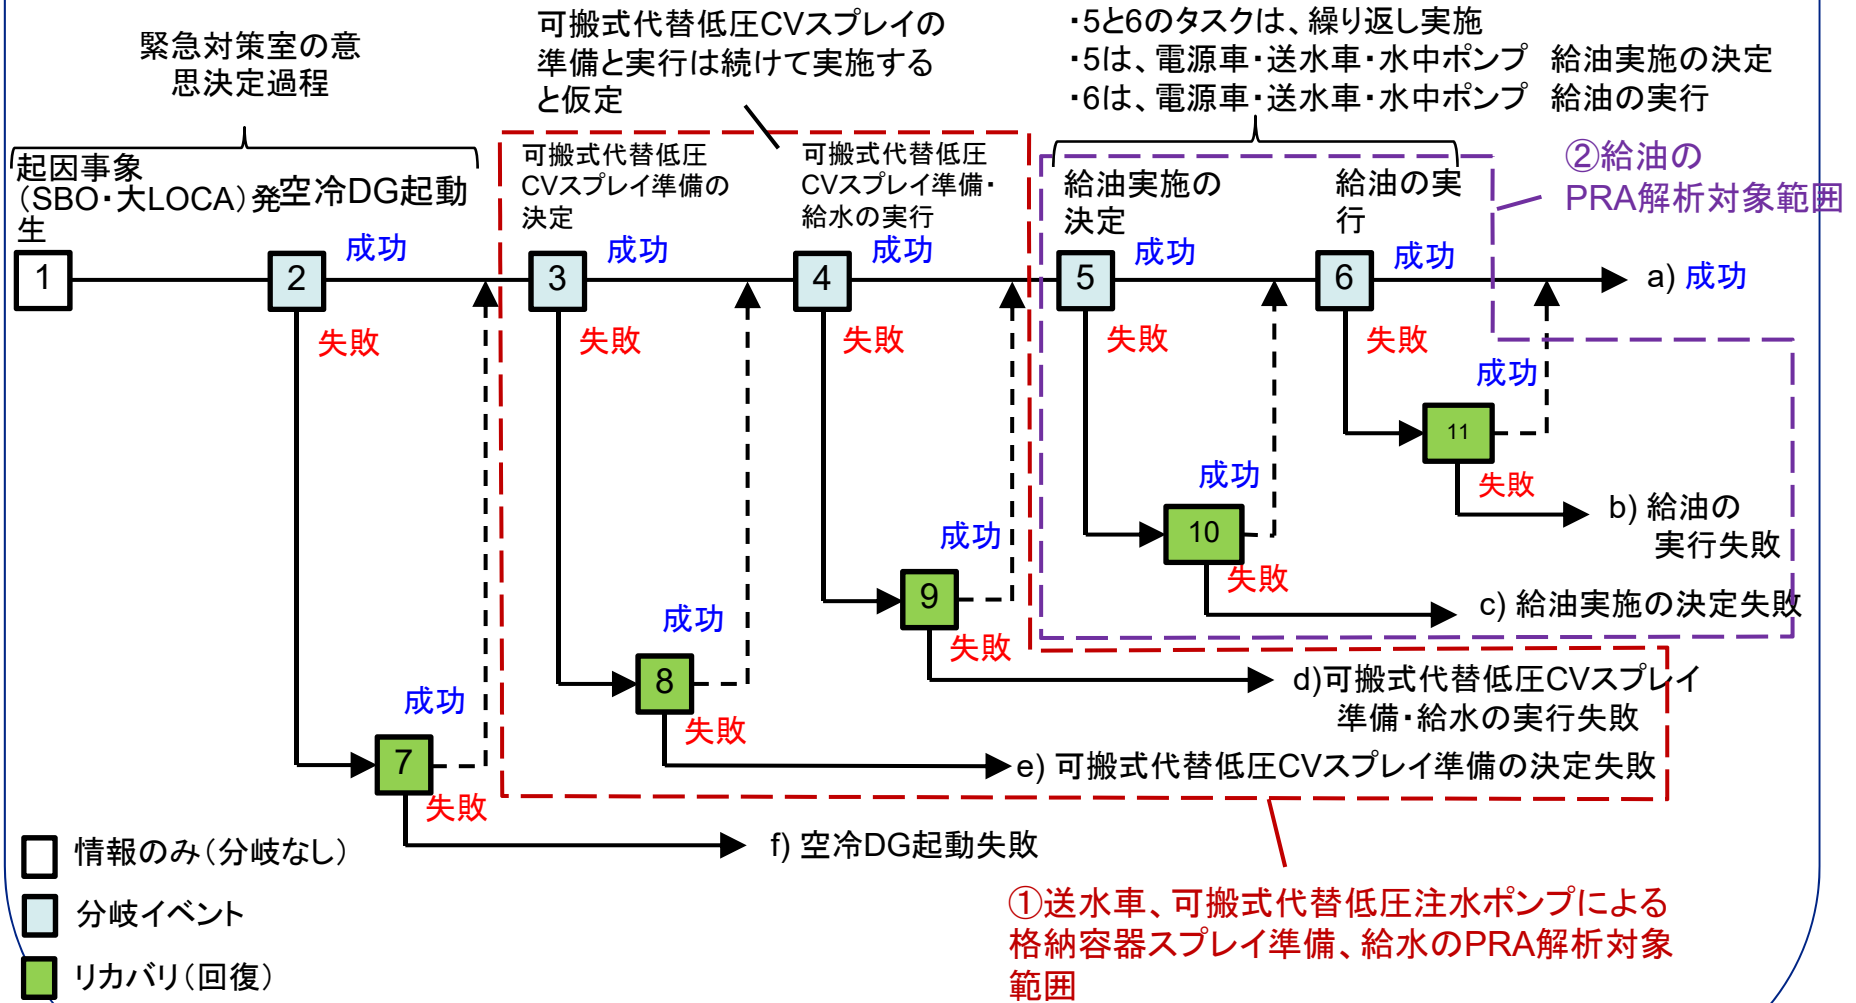 緊急対策室の意
思決定過程
可搬式代替低圧CVスプレイの
準備と実行は続けて実施する
と仮定
・5と6のタスクは、繰り返し実施
・5は、電源車・送水車・水中ポンプ 給油実施の決定
・6は、電源車・送水車・水中ポンプ 給油の実行
起因事象
（SBO・大LOCA）発
生
空冷DG起動
可搬式代替低圧
CVスプレイ準備の
決定
可搬式代替低圧
CVスプレイ準備・
給水の実行
給油実施の
決定
給油の実
行
②給油の
PRA解析対象範囲
1
2
成功
失敗
3
成功
失敗
4
成功
失敗
5
成功
失敗
6
成功
失敗
a) 成功
成功
11
失敗
b) 給油の
実行失敗
成功
10
失敗
c) 給油実施の決定失敗
成功
9
失敗
d)可搬式代替低圧CVスプレイ
準備・給水の実行失敗
成功
8
失敗
e) 可搬式代替低圧CVスプレイ準備の決定失敗
成功
7
失敗
f) 空冷DG起動失敗
情報のみ（分岐なし）
分岐イベント
リカバリ（回復）
①送水車、可搬式代替低圧注水ポンプによる
格納容器スプレイ準備、給水のPRA解析対象
範囲